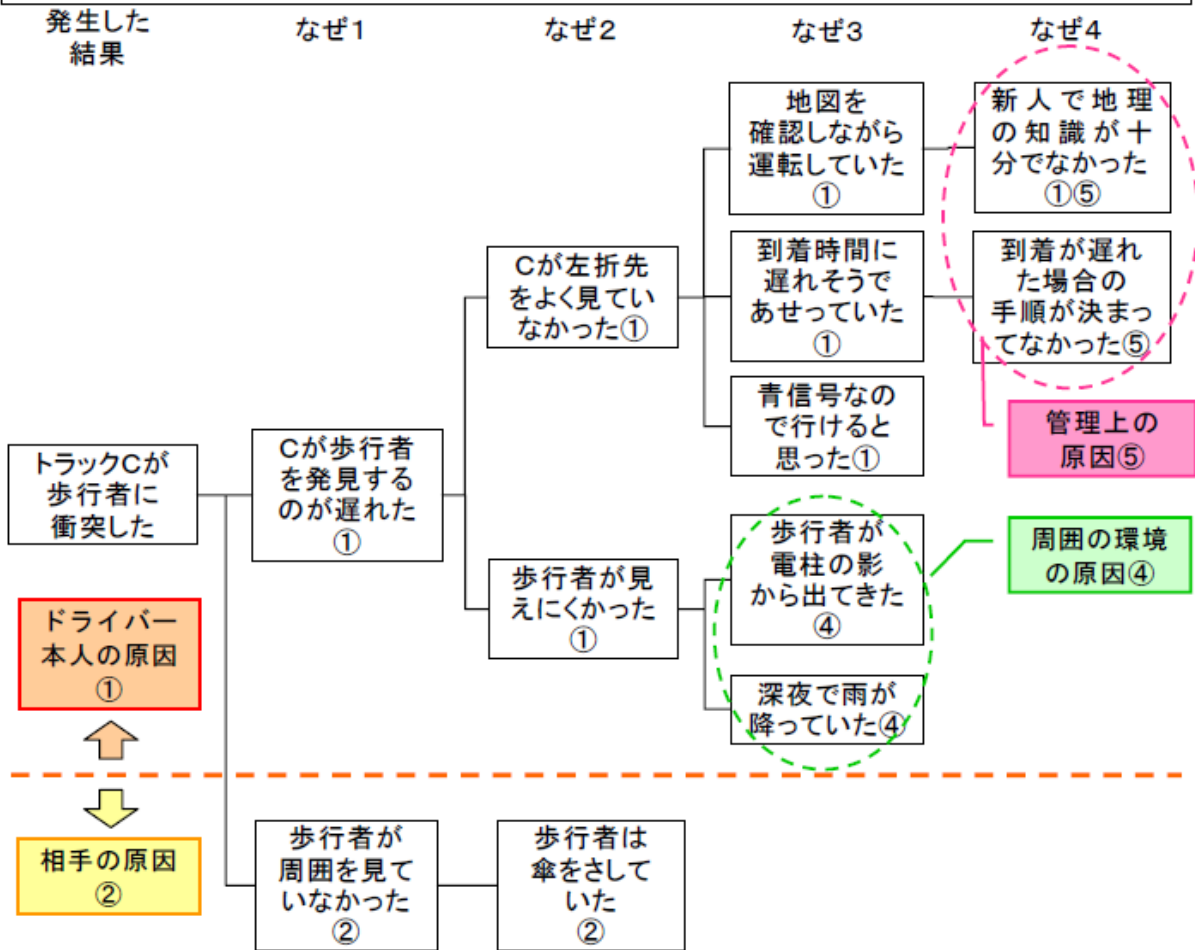 発生した
結果
なぜ1
なぜ2
なぜ3
なぜ4
地図を
確認しながら
運転していた
①
新人で地理
の知識が十
分でなかった
①⑤
Cが左折先
をよく見てい
なかった①
到着時間に
遅れそうで
あせっていた
①
到着が遅れ
た場合の
手順が決まっ
てなかった⑤
青信号なの
で行けると
思った①
管理上の
原因⑤
トラックCが
歩行者に
衝突した
Cが歩行者
を発見する
のが遅れた
①
歩行者が見
えにくかった
①
歩行者が
電柱の影
から出てきた
④
周囲の環境
の原因④
深夜で雨が
降っていた④
ドライバー
本人の原因
①
相手の原因
②
歩行者が
周囲を見て
いなかった
②
歩行者は
傘をさして
いた
②